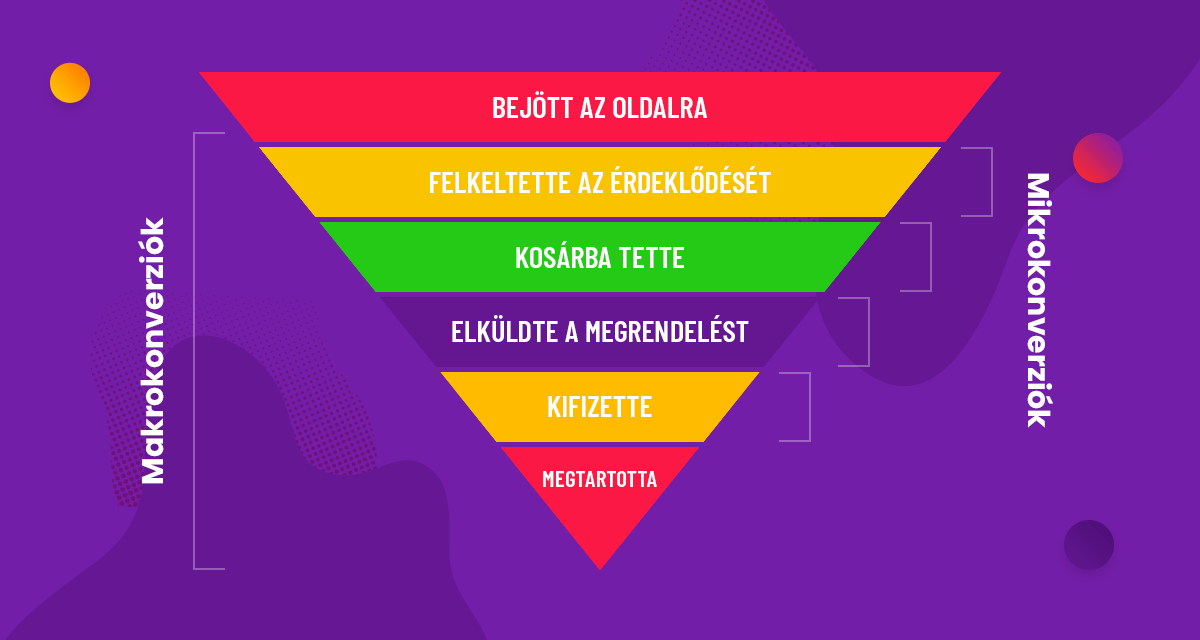 BEJÖTT AZ OLDALRA
FELKELTETTE AZ ÉRDEKLŐDÉSÉT
KOSÁRBA TETTE
ELKÜLDTE A MEGRENDELÉST
KIFIZETTE
MEGTARTOTTA
Makrokonverziók
Mikrokonverziók